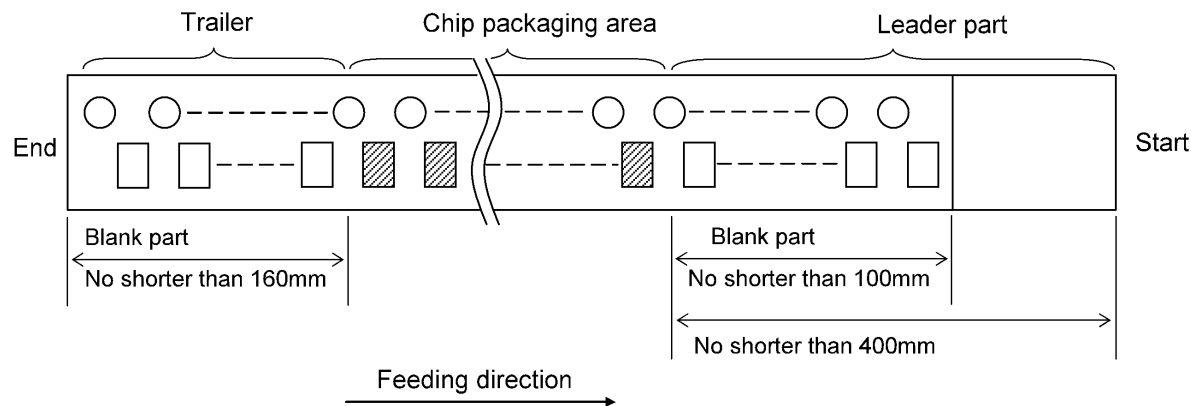 Trailer
Chip packaging area
Leader part
End
Start
Blank part
No shorter than 160mm
Blank part
No shorter than 100mm
No shorter than 400mm
Feeding direction